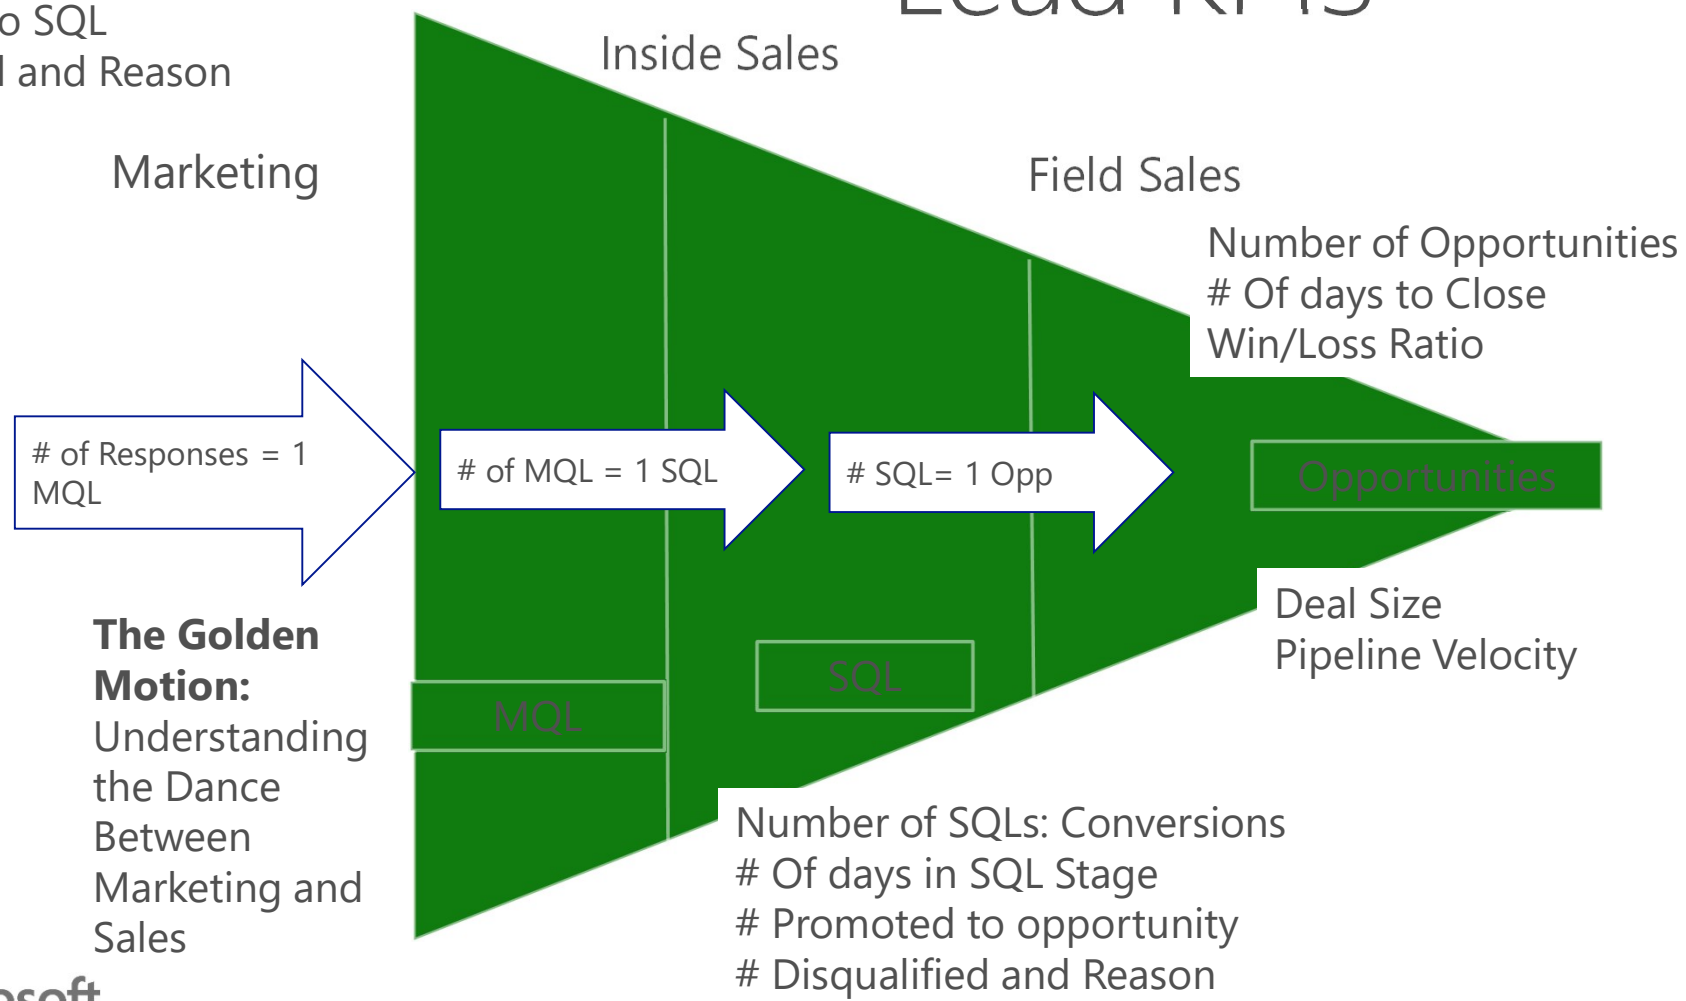 o SQL
and Reason
Inside Sales
Marketing
Field Sales
Number of Opportunities
# Of days to Close
Win/Loss Ratio
# of Responses = 1
MQL
# of MQL = 1 SQL
# SQL= 1 Opp
Opportunities
The Golden
Motion:
Understanding
the Dance
Between
Marketing and
Sales
MQL
SQL
Deal Size
Pipeline Velocity
Number of SQLs: Conversions
# Of days in SQL Stage
# Promoted to opportunity
# Disqualified and Reason